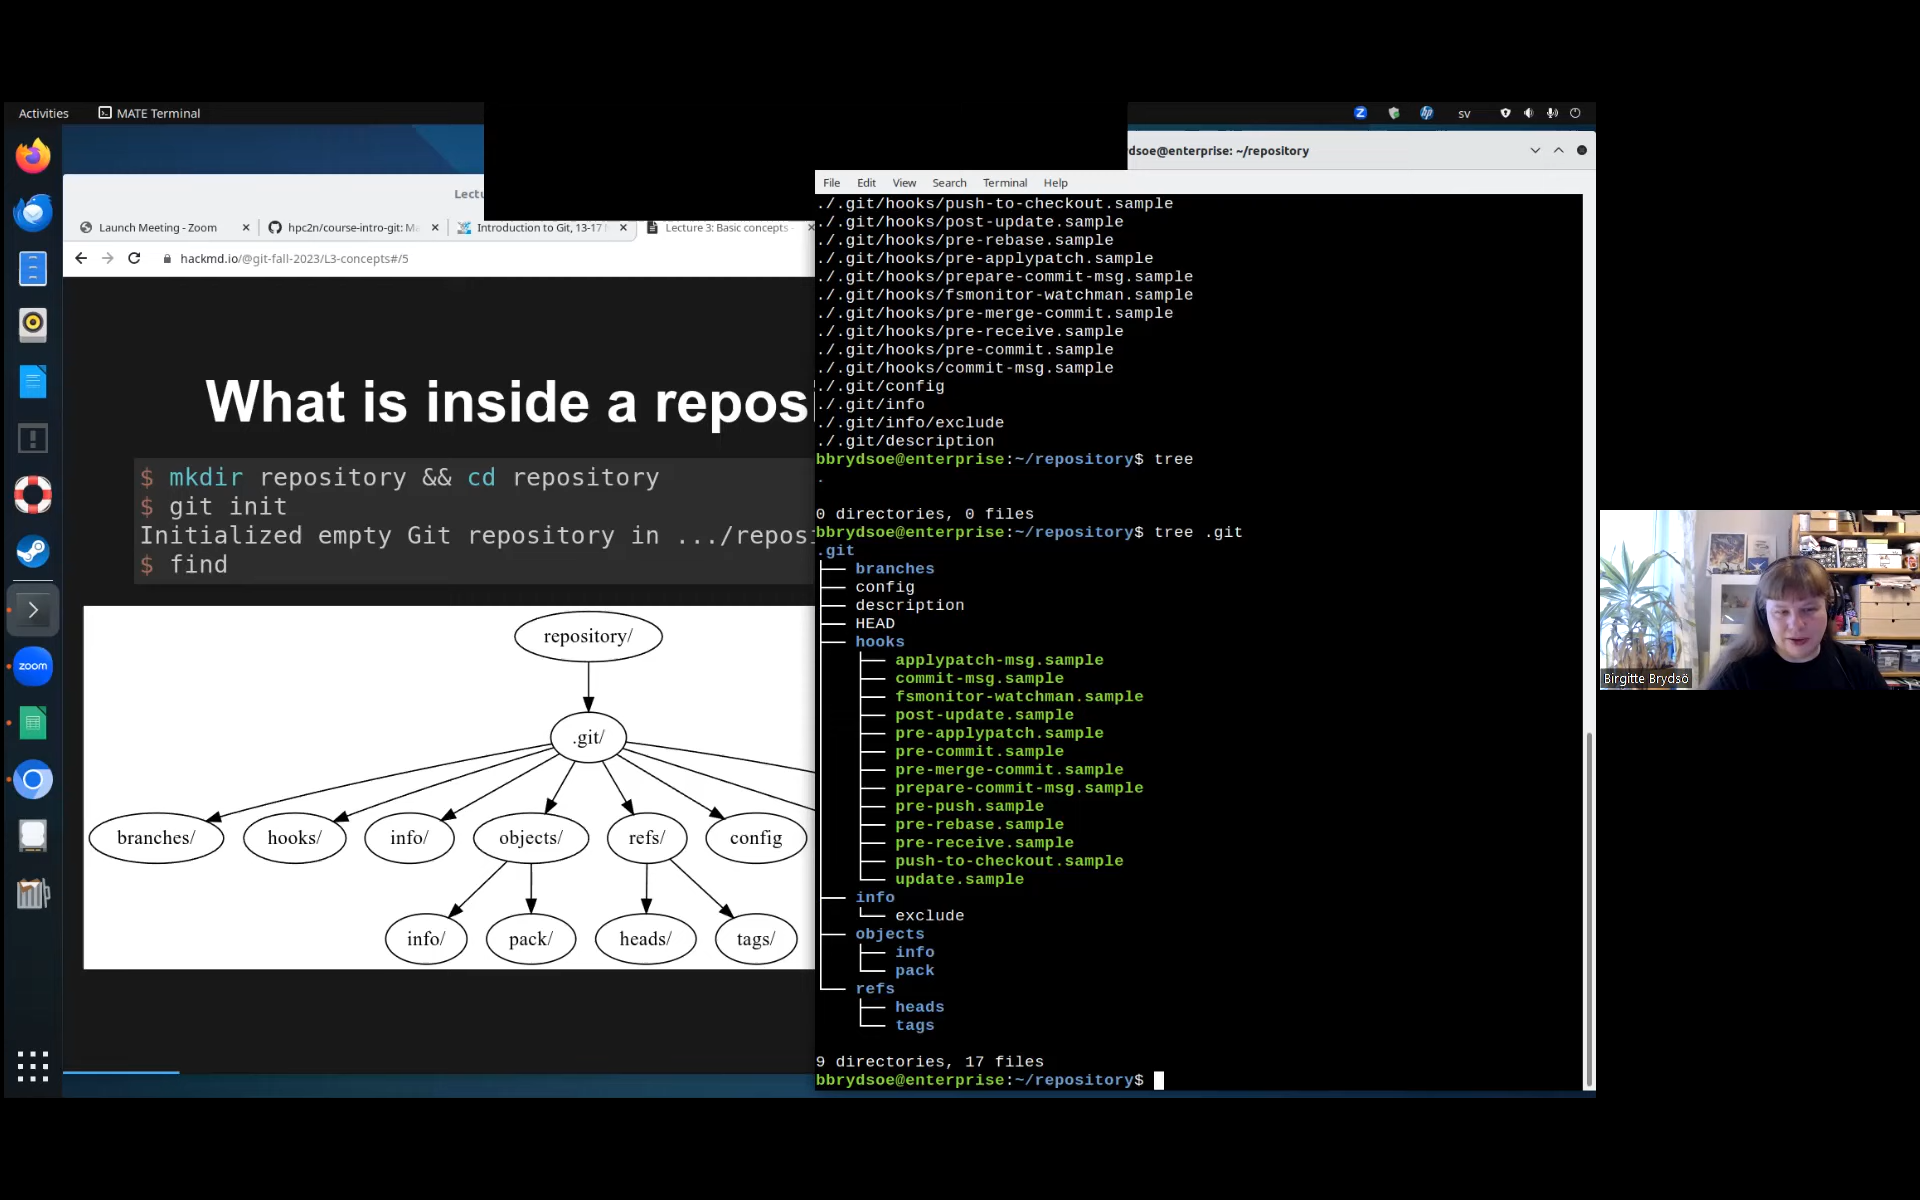 Activities
MATE Terminal
sv
dsoe@enterprise: ~/repository
Lectu
File Edit View Search Terminal Help
Launch Meeting - Zoom
hpc2n/course-intro-git: Ma
Introduction to Git, 13-17 N
Lecture 3: Basic concepts -
hackmd.io/@git-fall-2023/L3-concepts#/5
What is inside a reposi
$ mkdir repository && cd repository
$ git init
Initialized empty Git repository in .../reposi
$ find
repository/
.git/
branches/
hooks/
info/
objects/
refs/
config
info/
pack/
heads/
tags/
././.git/hooks/push-to-checkout.sample
././.git/hooks/post-update.sample
././.git/hooks/pre-rebase.sample
././.git/hooks/pre-applypatch.sample
././.git/hooks/prepare-commit-msg.sample
././.git/hooks/fsmonitor-watchman.sample
././.git/hooks/pre-merge-commit.sample
././.git/hooks/pre-receive.sample
././.git/hooks/pre-commit.sample
././.git/hooks/commit-msg.sample
././.git/config
././.git/info
././.git/info/exclude
././.git/description
bbrydsoe@enterprise:~/repository$ tree
.
0 directories, 0 files
bbrydsoe@enterprise:~/repository$ tree .git
.git
├── branches
├── config
├── description
├── HEAD
├── hooks
│   ├── applypatch-msg.sample
│   ├── commit-msg.sample
│   ├── fsmonitor-watchman.sample
│   ├── post-update.sample
│   ├── pre-applypatch.sample
│   ├── pre-commit.sample
│   ├── pre-merge-commit.sample
│   ├── prepare-commit-msg.sample
│   ├── pre-push.sample
│   ├── pre-rebase.sample
│   ├── pre-receive.sample
│   ├── push-to-checkout.sample
│   └── update.sample
├── info
│   └── exclude
├── objects
│   ├── info
│   └── pack
└── refs
    ├── heads
    └── tags
9 directories, 17 files
bbrydsoe@enterprise:~/repository$
zoom
Birgitte Brydsö